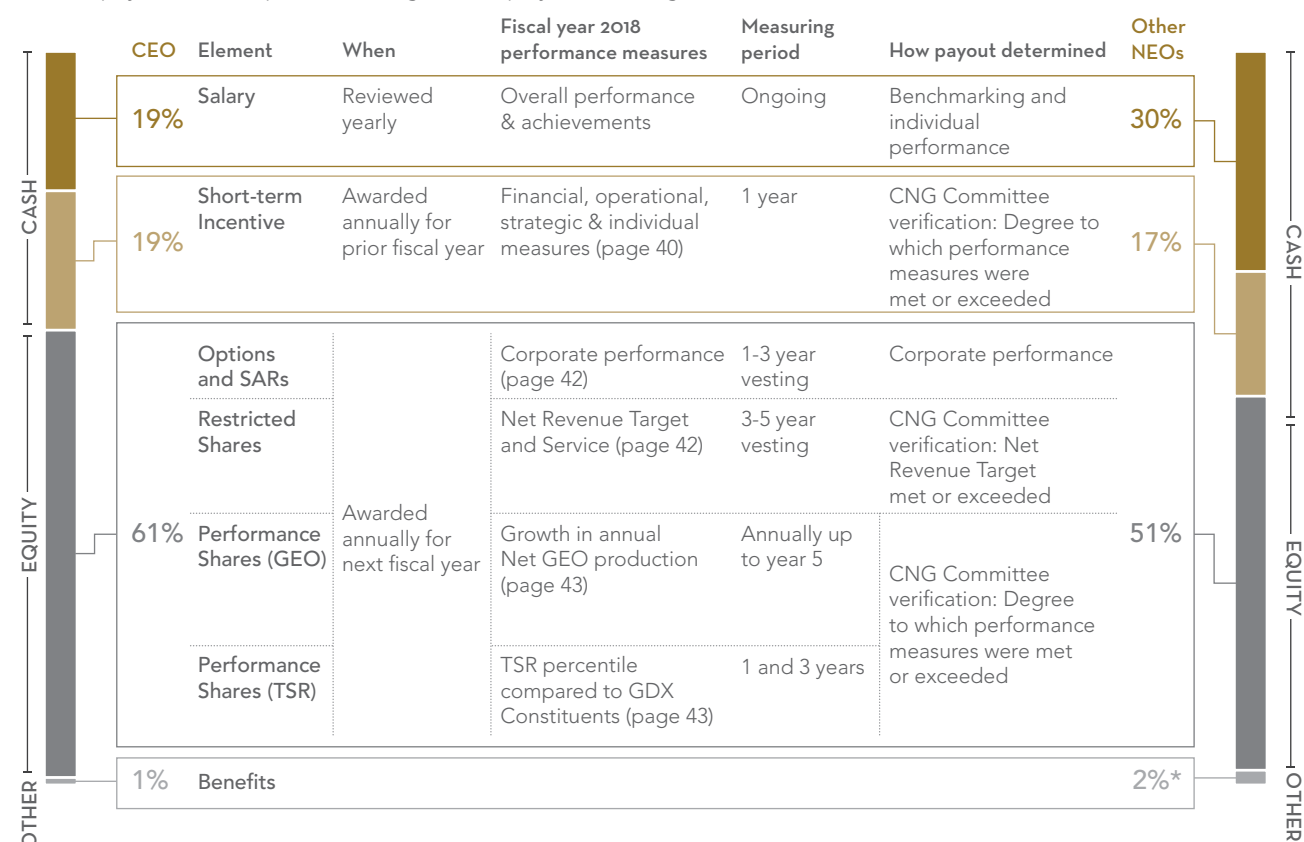 CEO Element When Fiscal year 2018 performance measures Measuring period How payout determined Other NEOs
19%
Salary
Reviewed
yearly
Overall performance
& achievements
Ongoing
Benchmarking and
individual
performance
30%
19%
Short-term
Incentive
Awarded
annually for
prior fiscal year
Financial, operational,
strategic & individual
measures (page 40)
1 year
CNG Committee
verification: Degree to
which performance
measures were
met or exceeded
17%
61%
Awarded
annually for
next fiscal year
Options
and SARs
Corporate performance
(page 42)
1-3 year
vesting
Corporate performance
Restricted
Shares
Net Revenue Target
and Service (page 42)
3-5 year
vesting
CNG Committee
verification: Net
Revenue Target
met or exceeded
Performance
Shares (GEO)
Growth in annual
Net GEO production
(page 43)
Annually up
to year 5
CNG Committee
verification: Degree
to which performance
measures were met
or exceeded
Performance
Shares (TSR)
TSR percentile
compared to GDX
Constituents (page 43)
1 and 3 years
51%
1%
Benefits
2%*
CASH
EQUITY
OTHER
CASH
EQUITY
OTHER